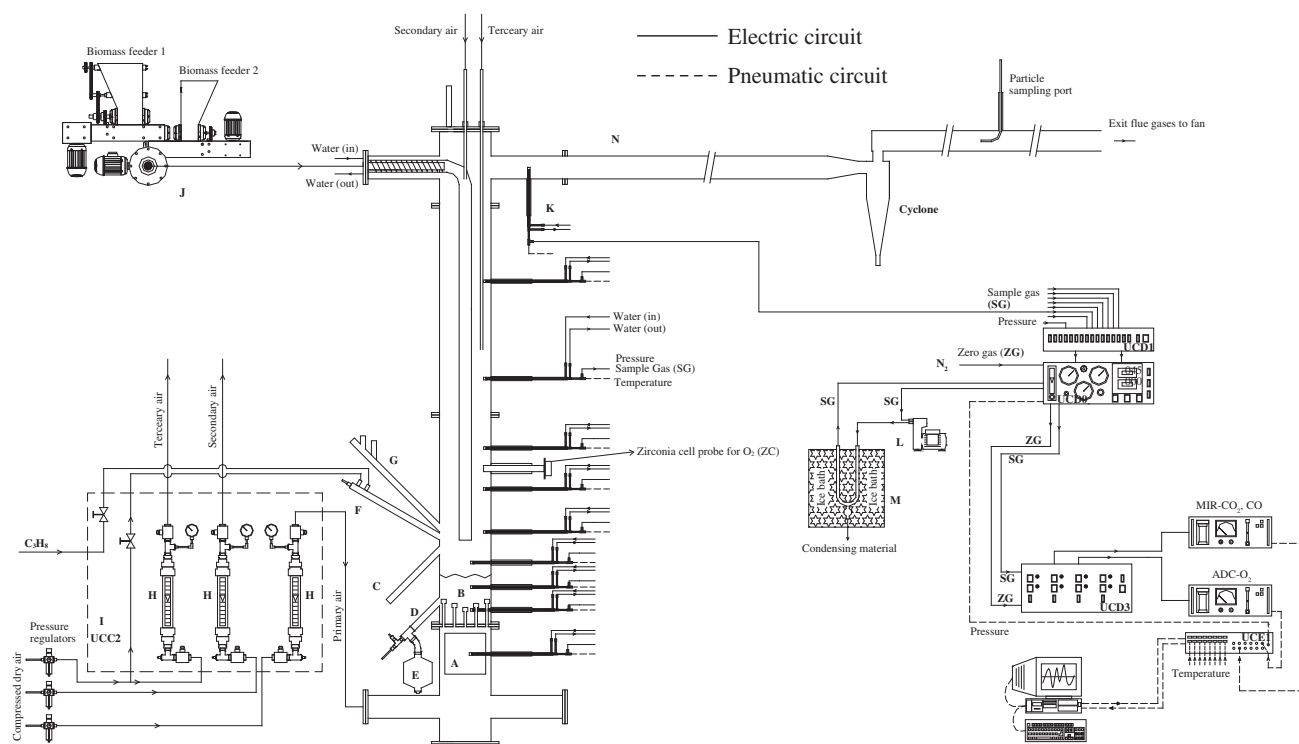 Secondary air
Terceary air
Electric circuit
Pneumatic circuit
Biomass feeder 1
Biomass feeder 2
Particle
sampling port
Exit flue gases to fan
Water (in)
Water (out)
N
J
K
Cyclone
Sample gas
(SG)
Pressure
UCD1
Water (in)
Water (out)
Zero gas (ZG)
N2
Pressure
Sample Gas (SG)
Temperature
UCD0
SG
SG
Terceary air
Secondary air
G
L
ZG
SG
Zirconia cell probe for O2 (ZC)
Ice bath
Ice bath
M
F
MIR-CO2, CO
C3H8
Condensing material
C
B
H
H
H
SG
ADC-O2
D
I
UCC2
Primary air
ZG
UCD3
Pressure
regulators
A
E
Pressure
UCE1
Temperature
Compressed dry air